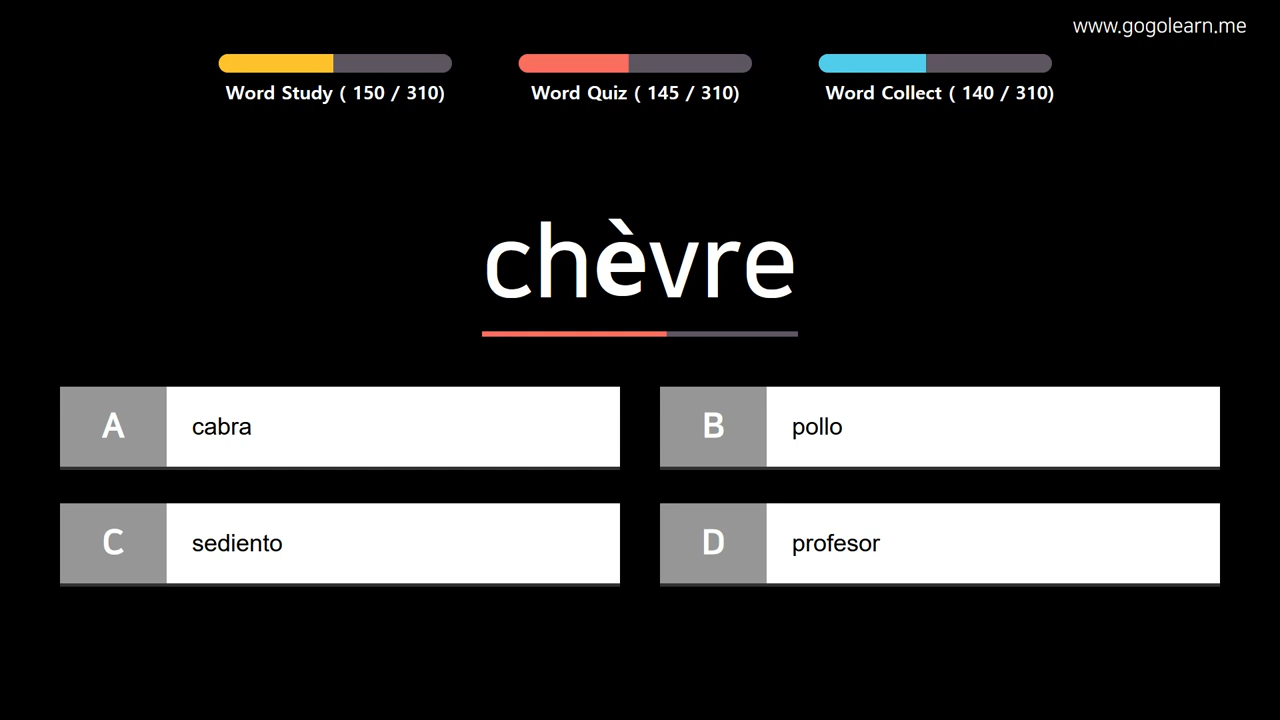 www.gogolearn.me
Word Study ( 150 / 310)
Word Quiz ( 145 / 310)
Word Collect ( 140 / 310)
chèvre
A
cabra
B
pollo
C
sediento
D
profesor